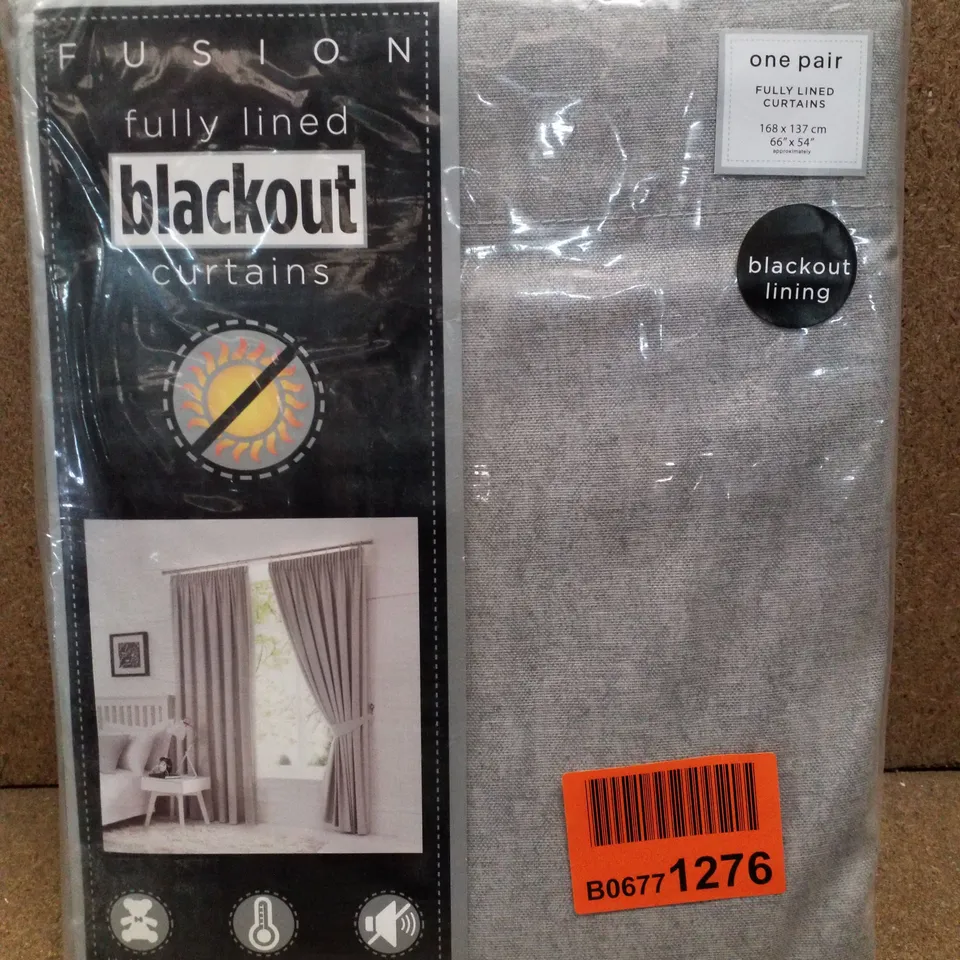 FUSION
fully lined
blackout
curtains
one pair
FULLY LINED
CURTAINS
168 x 137 cm
66" x 54"
approximately
blackout
lining
B0677 1276